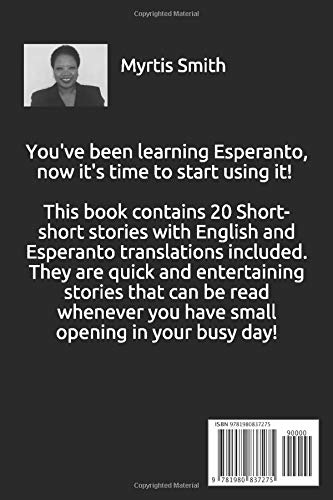 Copyrighted Material
Myrtis Smith
You've been learning Esperanto,
now it's time to start using it!
This book contains 20 Short-
short stories with English and
Esperanto translations included.
They are quick and entertaining
stories that can be read
whenever you have small
opening in your busy day!
ISBN 9781980837275
90000
9 781980 837275
Copyrighted Material